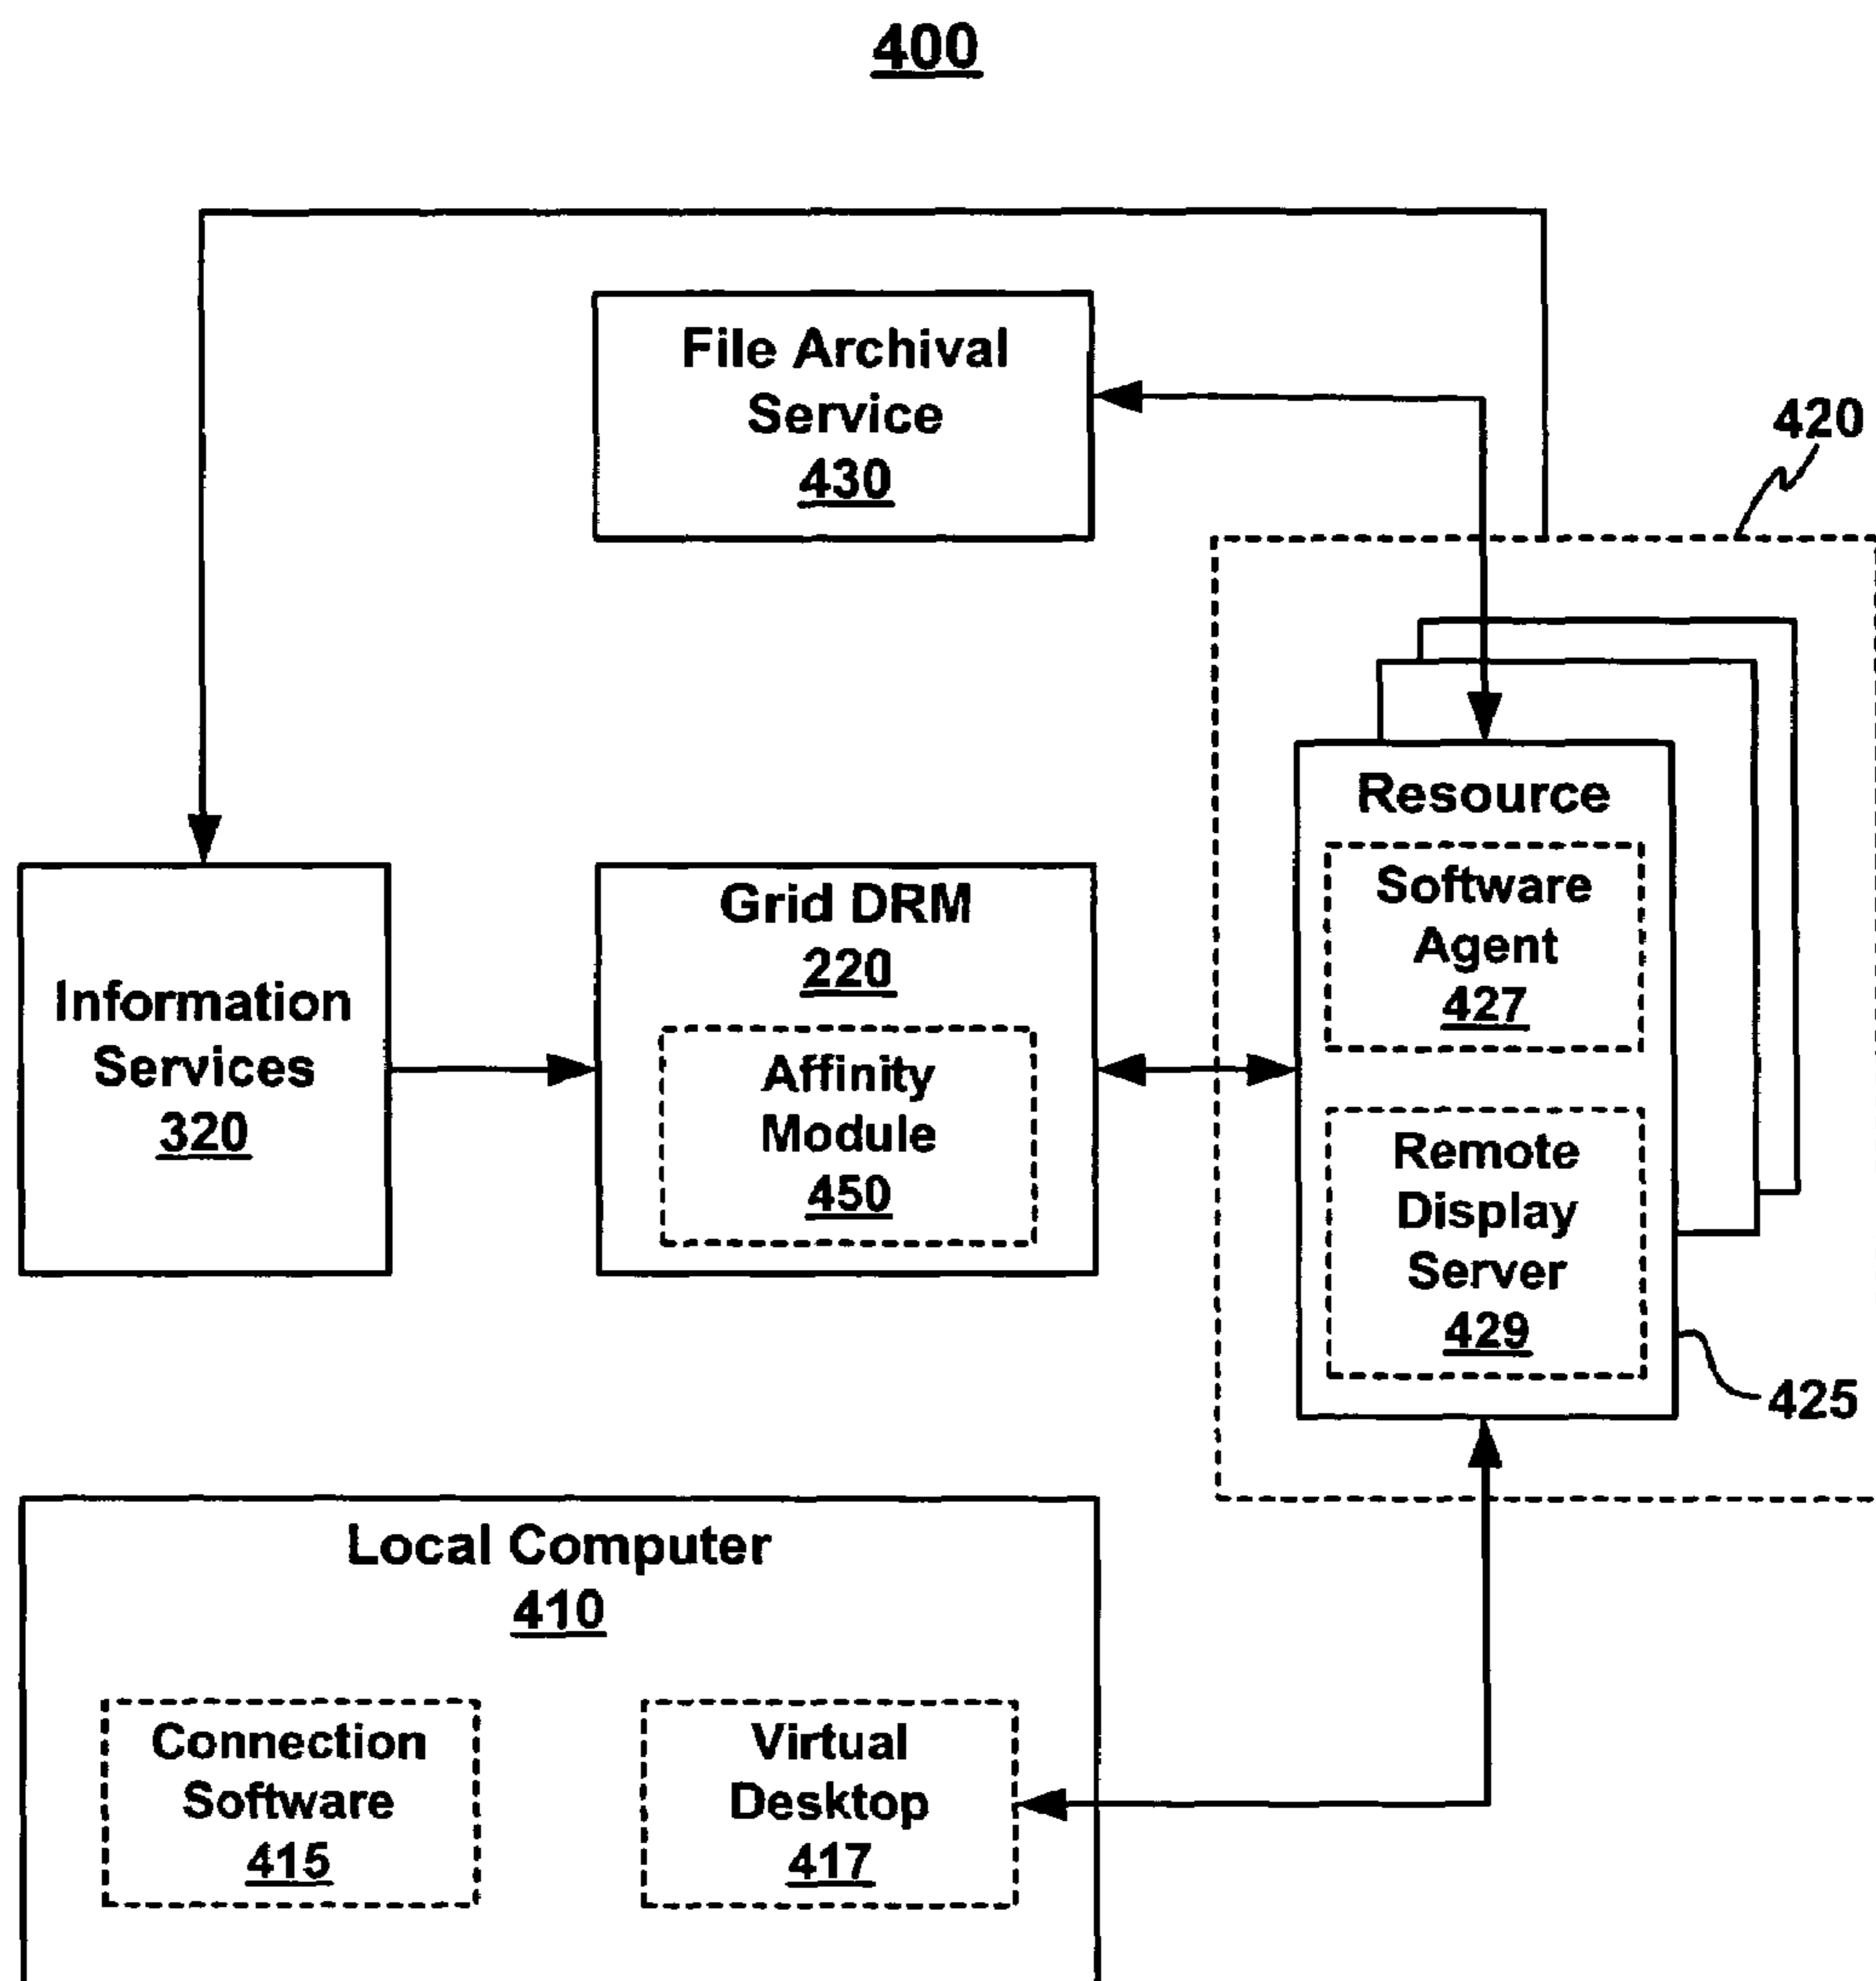 400
File Archival
Service
430
420
Resource
Software
Agent
427
Remote
Display
Server
429
425
Grid DRM
220
Affinity
Module
450
Information
Services
320
Local Computer
410
Connection
Software
415
Virtual
Desktop
417